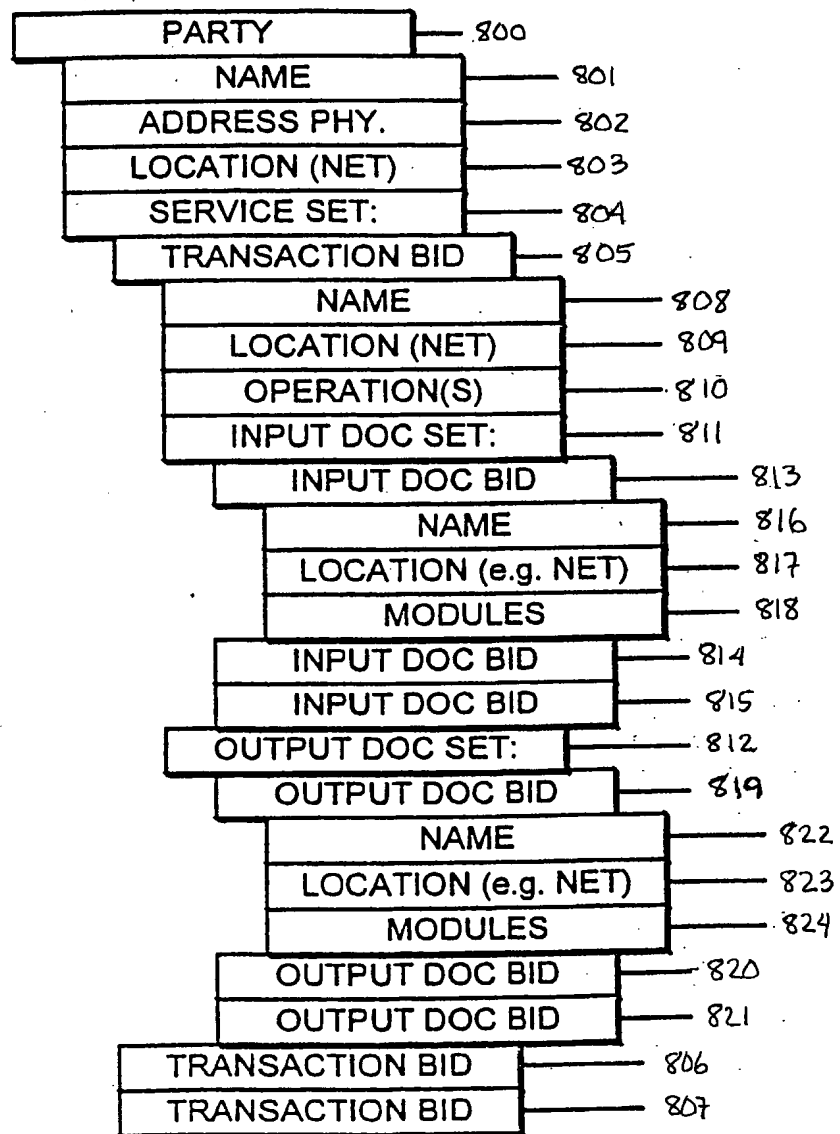 PARTY 800
NAME 801
ADDRESS PHY. 802
LOCATION (NET) 803
SERVICE SET: 804
TRANSACTION BID 805
NAME 808
LOCATION (NET) 809
OPERATION(S) 810
INPUT DOC SET: 811
INPUT DOC BID 813
NAME 816
LOCATION (e.g. NET) 817
MODULES 818
INPUT DOC BID 814
INPUT DOC BID 815
OUTPUT DOC SET: 812
OUTPUT DOC BID 819
NAME 822
LOCATION (e.g. NET) 823
MODULES 824
OUTPUT DOC BID 820
OUTPUT DOC BID 821
TRANSACTION BID 806
TRANSACTION BID 807